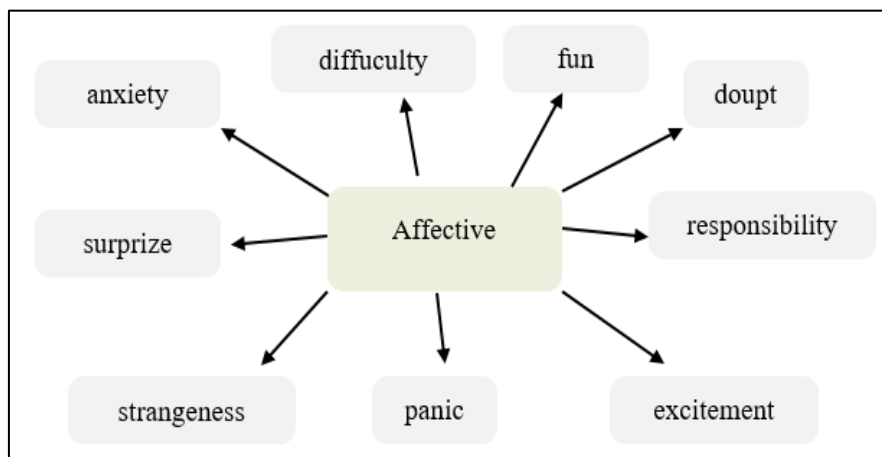 diffuculty
fun
anxiety
doupt
Affective
responsibility
surprize
strangeness
panic
excitement